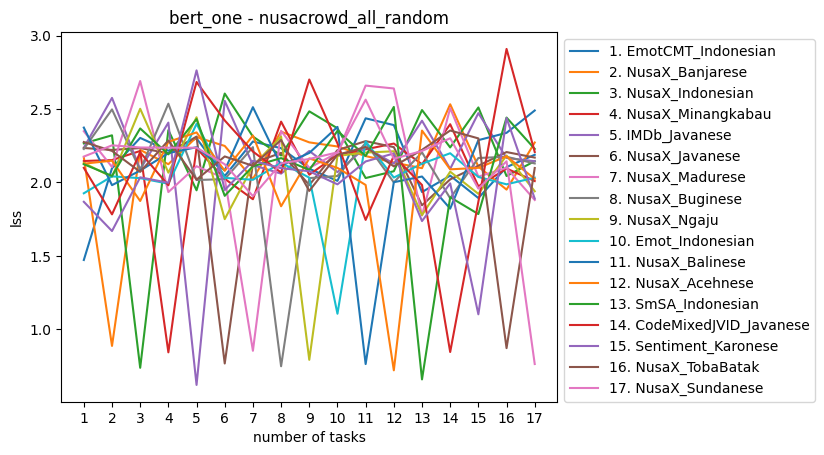 bert_one - nusacrowd_all_random
lss
3.0
2.5
2.0
1.5
1.0
1 2 3 4 5 6 7 8 9 10 11 12 13 14 15 16 17
number of tasks
1. EmotCMT_Indonesian
2. NusaX_Banjarese
3. NusaX_Indonesian
4. NusaX_Minangkabau
5. IMDb_Javanese
6. NusaX_Javanese
7. NusaX_Madurese
8. NusaX_Buginese
9. NusaX_Ngaju
10. Emot_Indonesian
11. NusaX_Balinese
12. NusaX_Acehnese
13. SmSA_Indonesian
14. CodeMixedJVID_Javanese
15. Sentiment_Karonese
16. NusaX_TobaBatak
17. NusaX_Sundanese